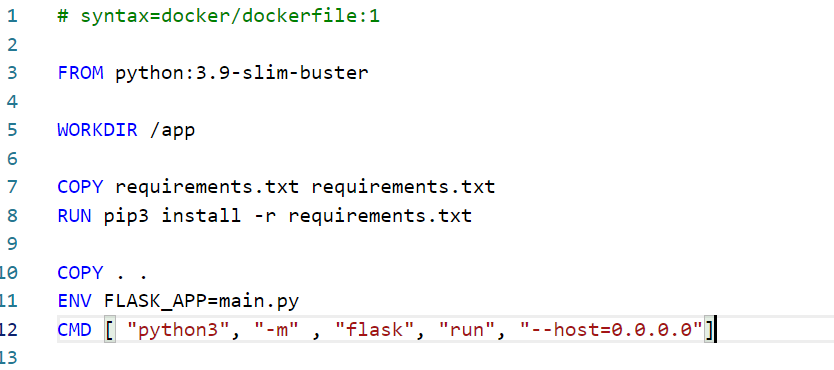 1 # syntax=docker/dockerfile:1
2
3 FROM python:3.9-slim-buster
4
5 WORKDIR /app
6
7 COPY requirements.txt requirements.txt
8 RUN pip3 install -r requirements.txt
9
10 COPY . .
11 ENV FLASK_APP=main.py
12 CMD [ "python3", "-m" , "flask", "run", "--host=0.0.0.0"]
13